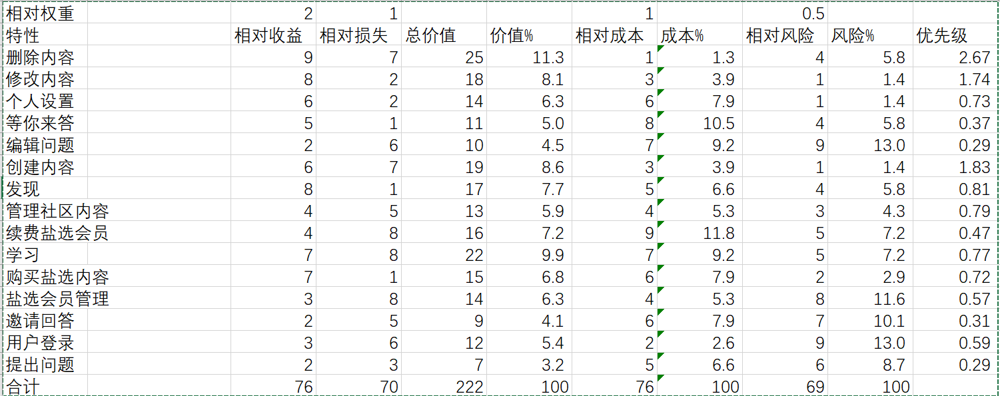 相对权重 2 1 1 0.5
特性 相对收益 相对损失 总价值 价值% 相对成本 成本% 相对风险 风险% 优先级
删除内容 9 7 25 11.3 1 1.3 4 5.8 2.67
修改内容 8 2 18 8.1 3 3.9 1 1.4 1.74
个人设置 6 2 14 6.3 6 7.9 1 1.4 0.73
等你来答 5 1 11 5.0 8 10.5 4 5.8 0.37
编辑问题 2 6 10 4.5 7 9.2 9 13.0 0.29
创建内容 6 7 19 8.6 3 3.9 1 1.4 1.83
发现 8 1 17 7.7 5 6.6 4 5.8 0.81
管理社区内容 4 5 13 5.9 4 5.3 3 4.3 0.79
续费盐选会员 4 8 16 7.2 9 11.8 5 7.2 0.47
学习 7 8 22 9.9 7 9.2 5 7.2 0.77
购买盐选内容 7 1 15 6.8 6 7.9 2 2.9 0.72
盐选会员管理 3 8 14 6.3 4 5.3 8 11.6 0.57
邀请回答 2 5 9 4.1 6 7.9 7 10.1 0.31
用户登录 3 6 12 5.4 2 2.6 9 13.0 0.59
提出问题 2 3 7 3.2 5 6.6 6 8.7 0.29
合计 76 70 222 100 76 100 69 100